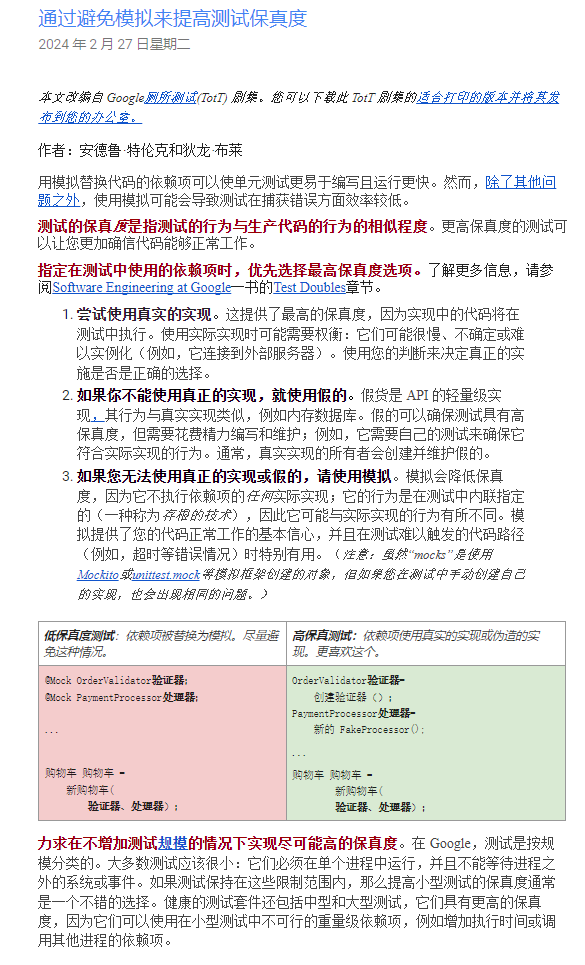 通过避免模拟来提高测试保真度
2024 年 2 月 27 日星期二
本文改编自 Google厕所测试(TotT) 剧集。您可以下载此 TotT 剧集的适合打印的版本并将其发
布到您的办公室。
作者：安德鲁·特伦克和狄龙·布莱
用模拟替换代码的依赖项可以使单元测试更易于编写且运行更快。然而，除了其他问
题之外，使用模拟可能会导致测试在捕获错误方面效率较低。
测试的保真度是指测试的行为与生产代码的行为的相似程度。更高保真度的测试可
以让您更加确信代码能够正常工作。
指定在测试中使用的依赖项时，优先选择最高保真度选项。了解更多信息，请参
阅Software Engineering at Google一书的Test Doubles章节。
1. 尝试使用真实的实现。这提供了最高的保真度，因为实现中的代码将在
测试中执行。使用实际实现时可能需要权衡：它们可能很慢、不确定或难
以实例化（例如，它连接到外部服务器）。使用您的判断来决定真正的实
施是否是正确的选择。
2. 如果你不能使用真正的实现，就使用假的。假货是 API 的轻量级实
现，其行为与真实实现类似，例如内存数据库。假的可以确保测试具有高
保真度，但需要花费精力编写和维护；例如，它需要自己的测试来确保它
符合实际实现的行为。通常，真实实现的所有者会创建并维护假的。
3. 如果您无法使用真正的实现或假的，请使用模拟。模拟会降低保真
度，因为它不执行依赖项的任何实际实现；它的行为是在测试中内联指定
的（一种称为存根的技术），因此它可能与实际实现的行为有所不同。模
拟提供了您的代码正常工作的基本信心，并且在测试难以触发的代码路径
（例如，超时等错误情况）时特别有用。（注意：虽然“mocks”是使用
Mockito或unittest.mock等模拟框架创建的对象，但如果您在测试中手动创建自己
的实现，也会出现相同的问题。）
低保真度测试：依赖项被替换为模拟。尽量避
免这种情况。
@Mock OrderValidator验证器;
@Mock PaymentProcessor处理器;
...
购物车 购物车 =
新购物车(
验证器、处理器）;
高保真测试：依赖项使用真实的实现或伪造的实
现。更喜欢这个。
OrderValidator验证器=
创建验证器（）;
PaymentProcessor处理器=
新的 FakeProcessor();
...
购物车 购物车 =
新购物车(
验证器、处理器）;
力求在不增加测试规模的情况下实现尽可能高的保真度。在 Google，测试是按规
模分类的。大多数测试应该很小：它们必须在单个进程中运行，并且不能等待进程之
外的系统或事件。如果测试保持在这些限制范围内，那么提高小型测试的保真度通常
是一个不错的选择。健康的测试套件还包括中型和大型测试，它们具有更高的保真
度，因为它们可以使用在小型测试中不可行的重量级依赖项，例如增加执行时间或调
用其他进程的依赖项。